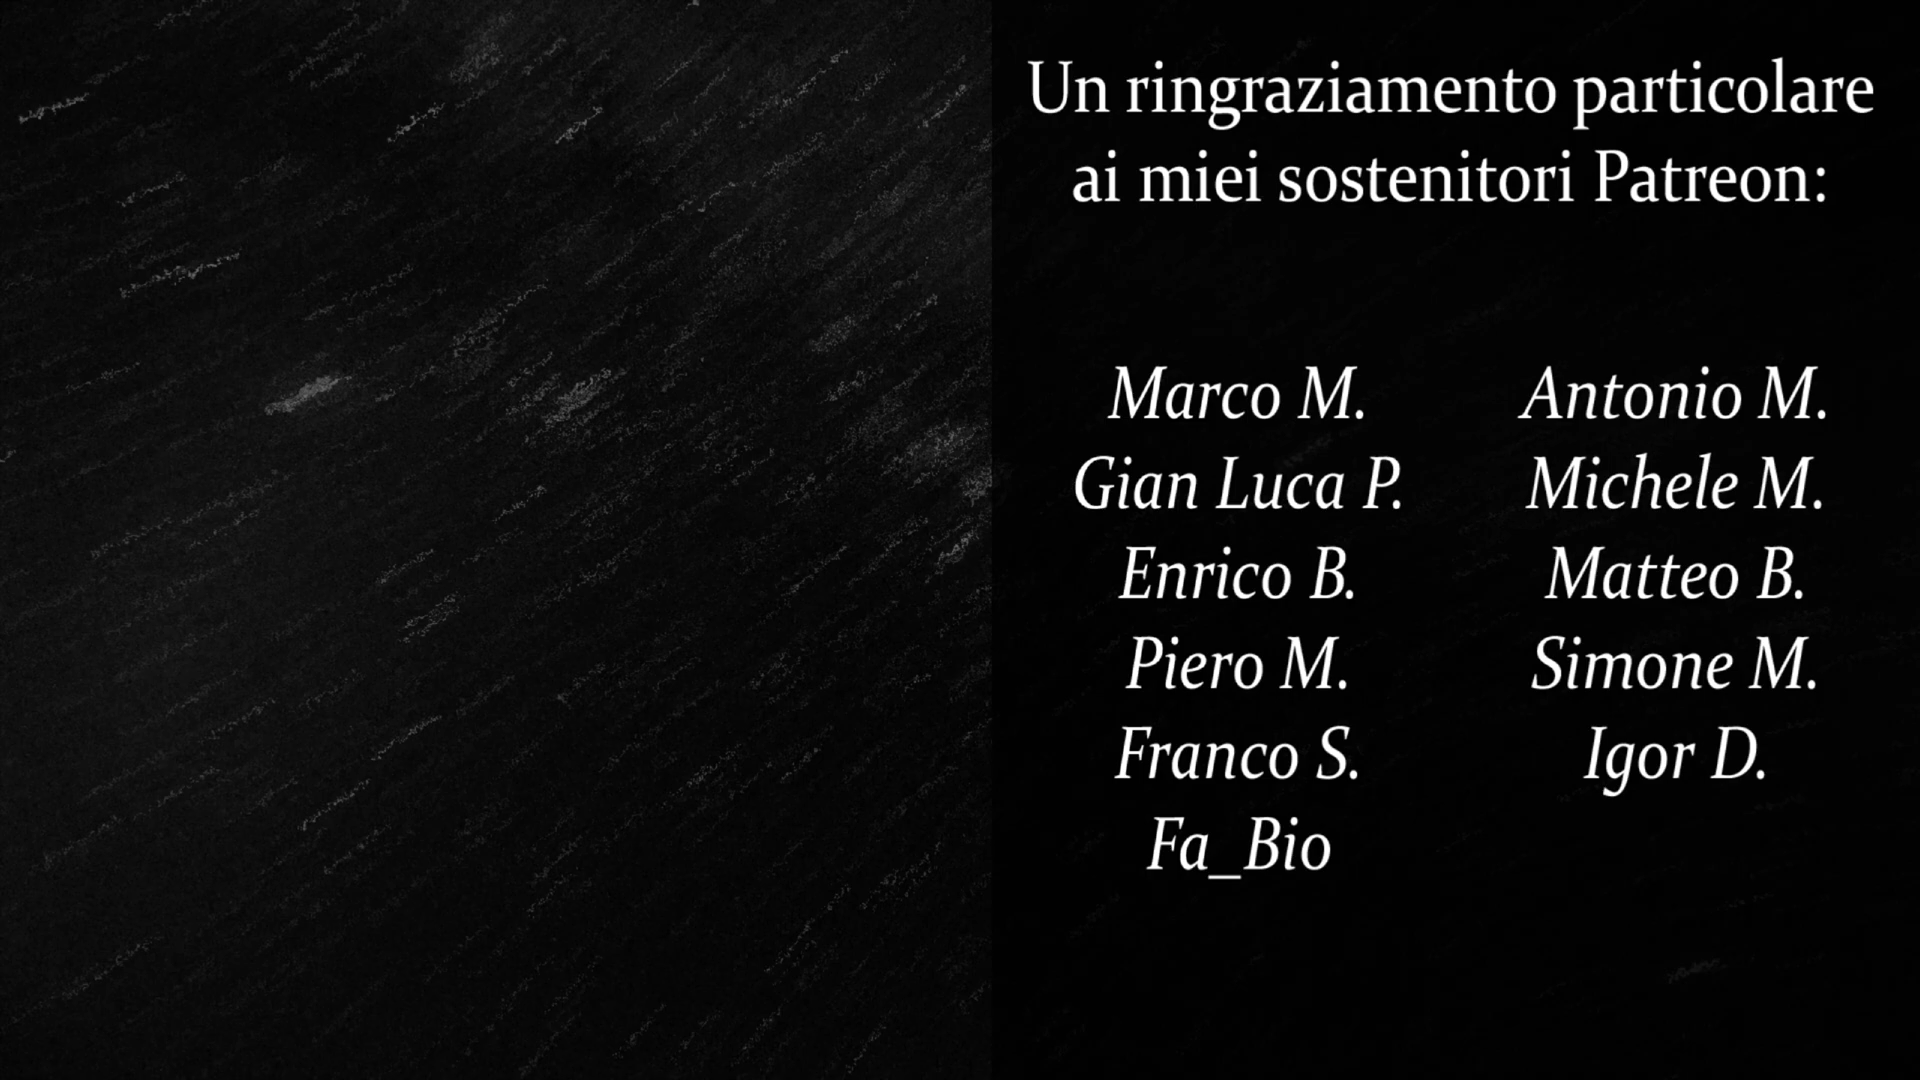 Un ringraziamento particolare
ai miei sostenitori Patreon:
Marco M.
Gian Luca P.
Enrico B.
Piero M.
Franco S.
Fa_Bio
Antonio M.
Michele M.
Matteo B.
Simone M.
Igor D.